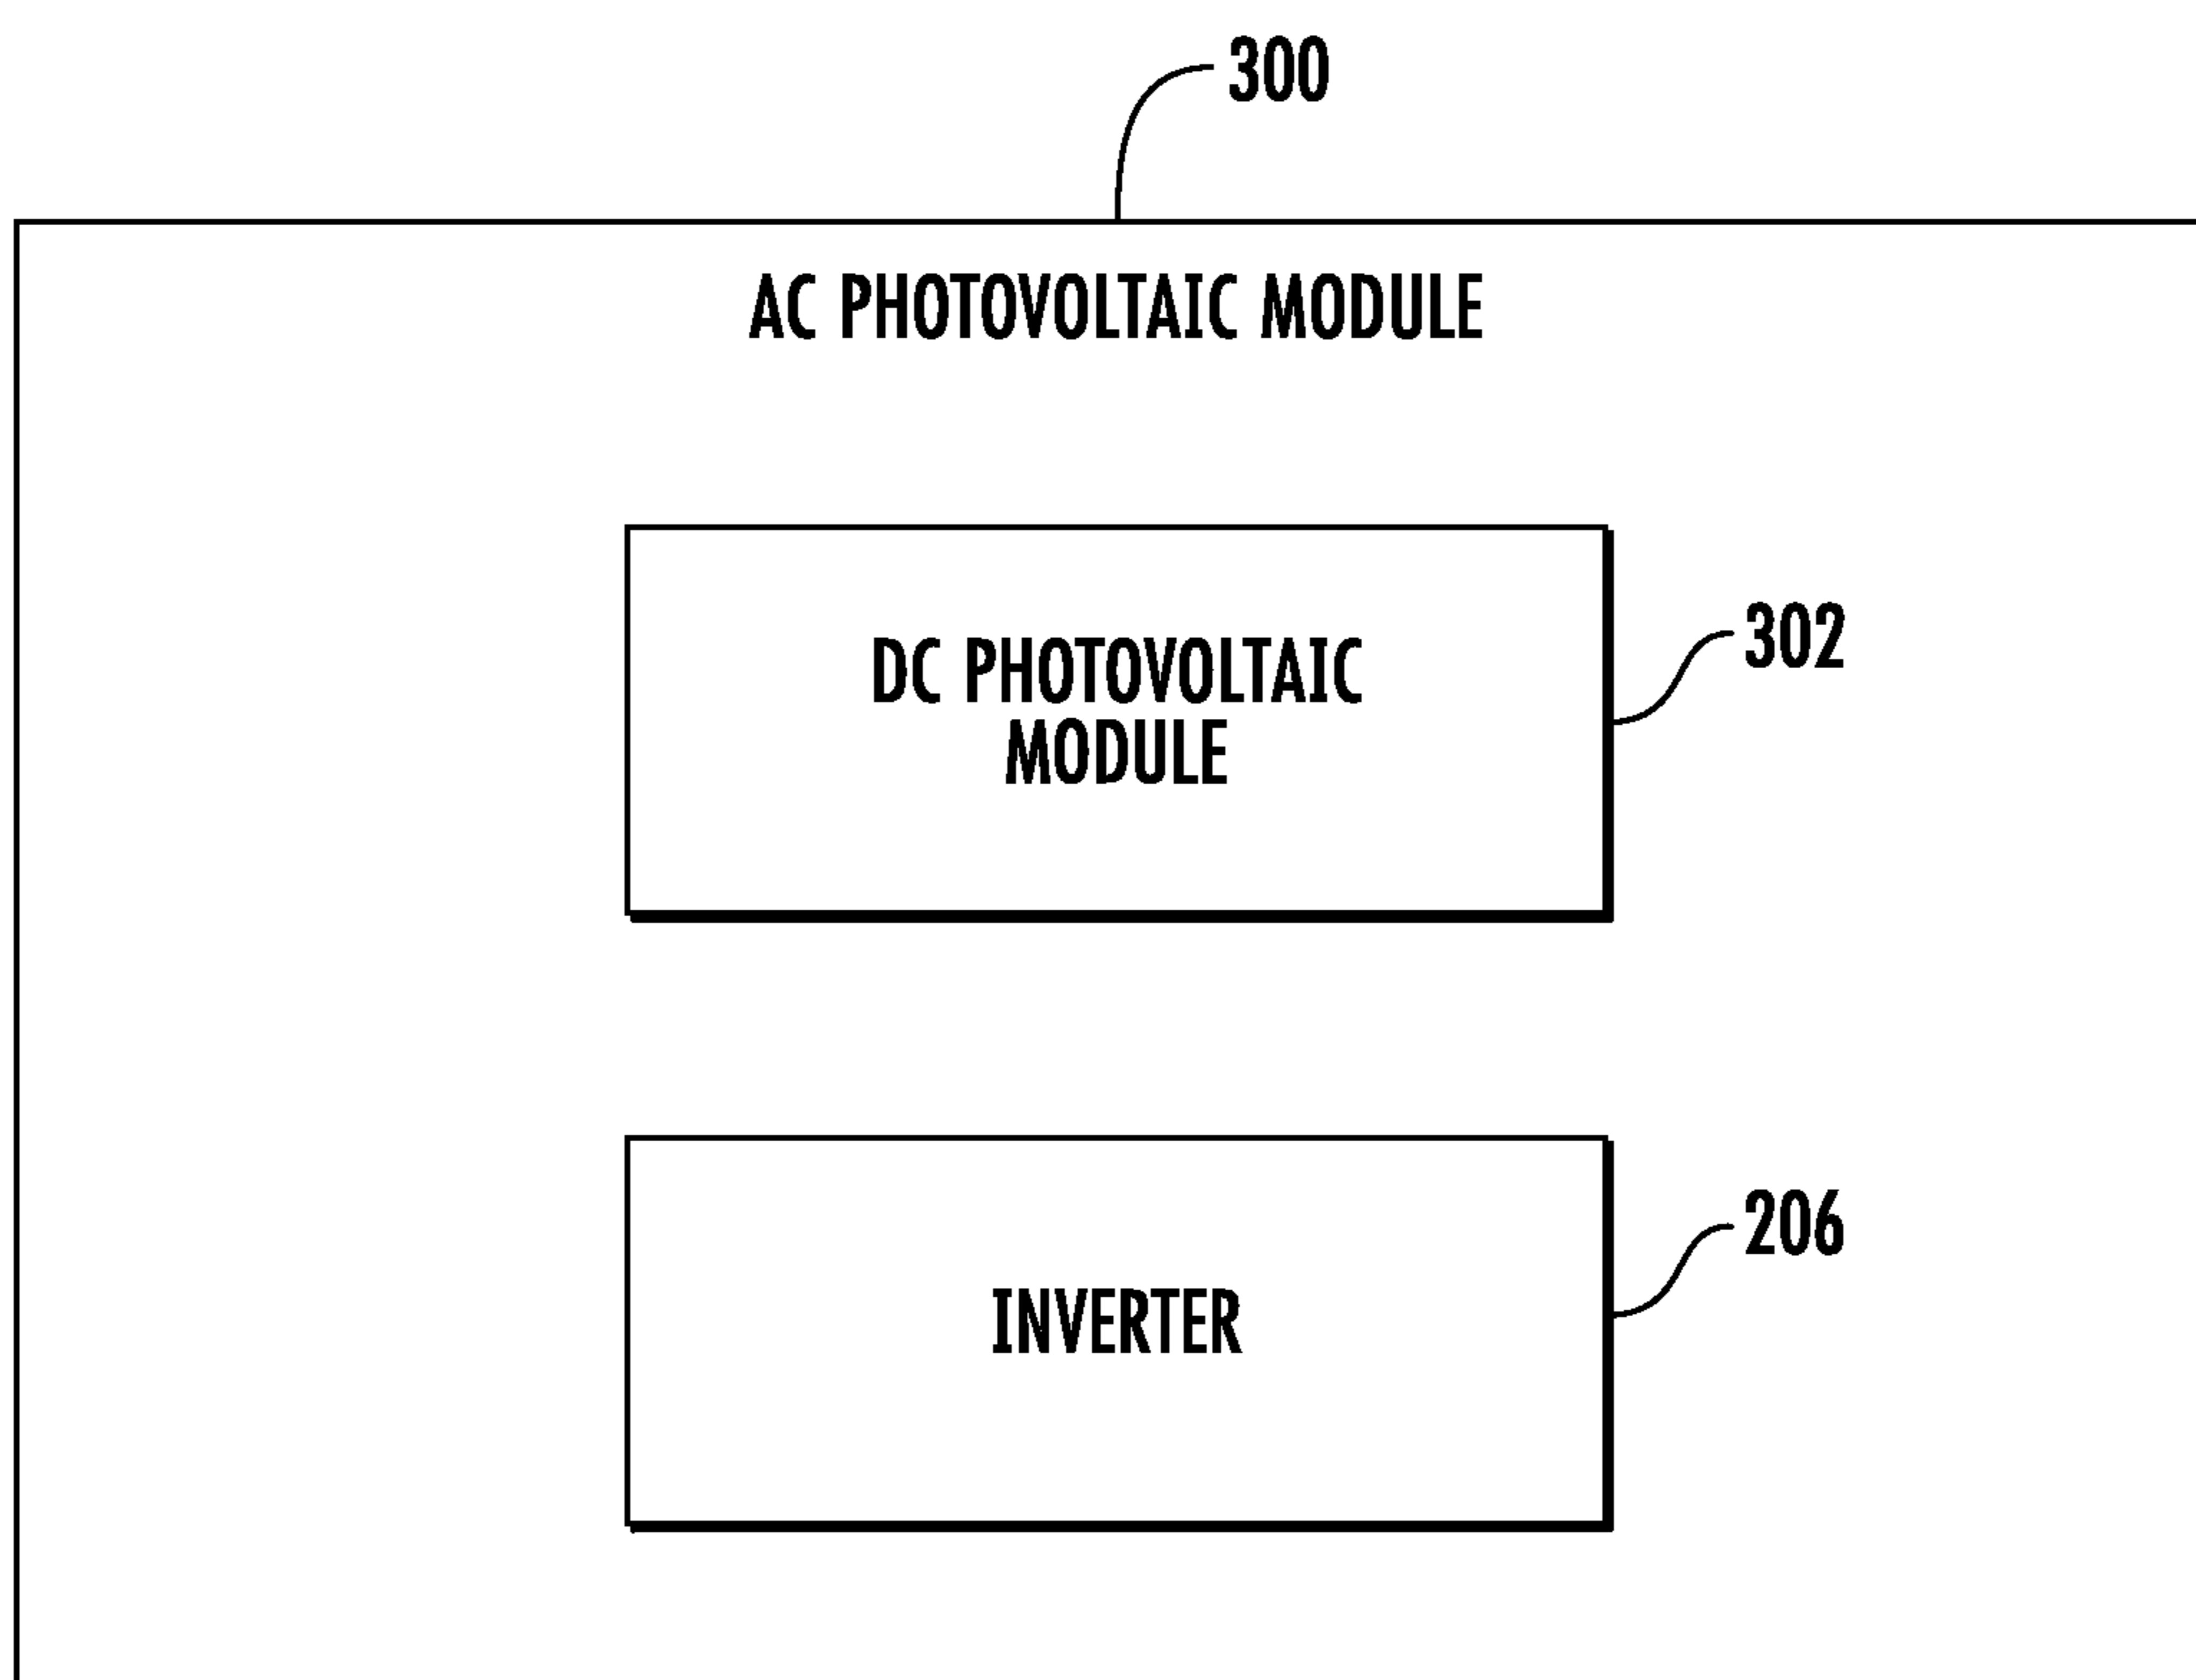 300
AC PHOTOVOLTAIC MODULE
DC PHOTOVOLTAIC
MODULE
302
INVERTER
206